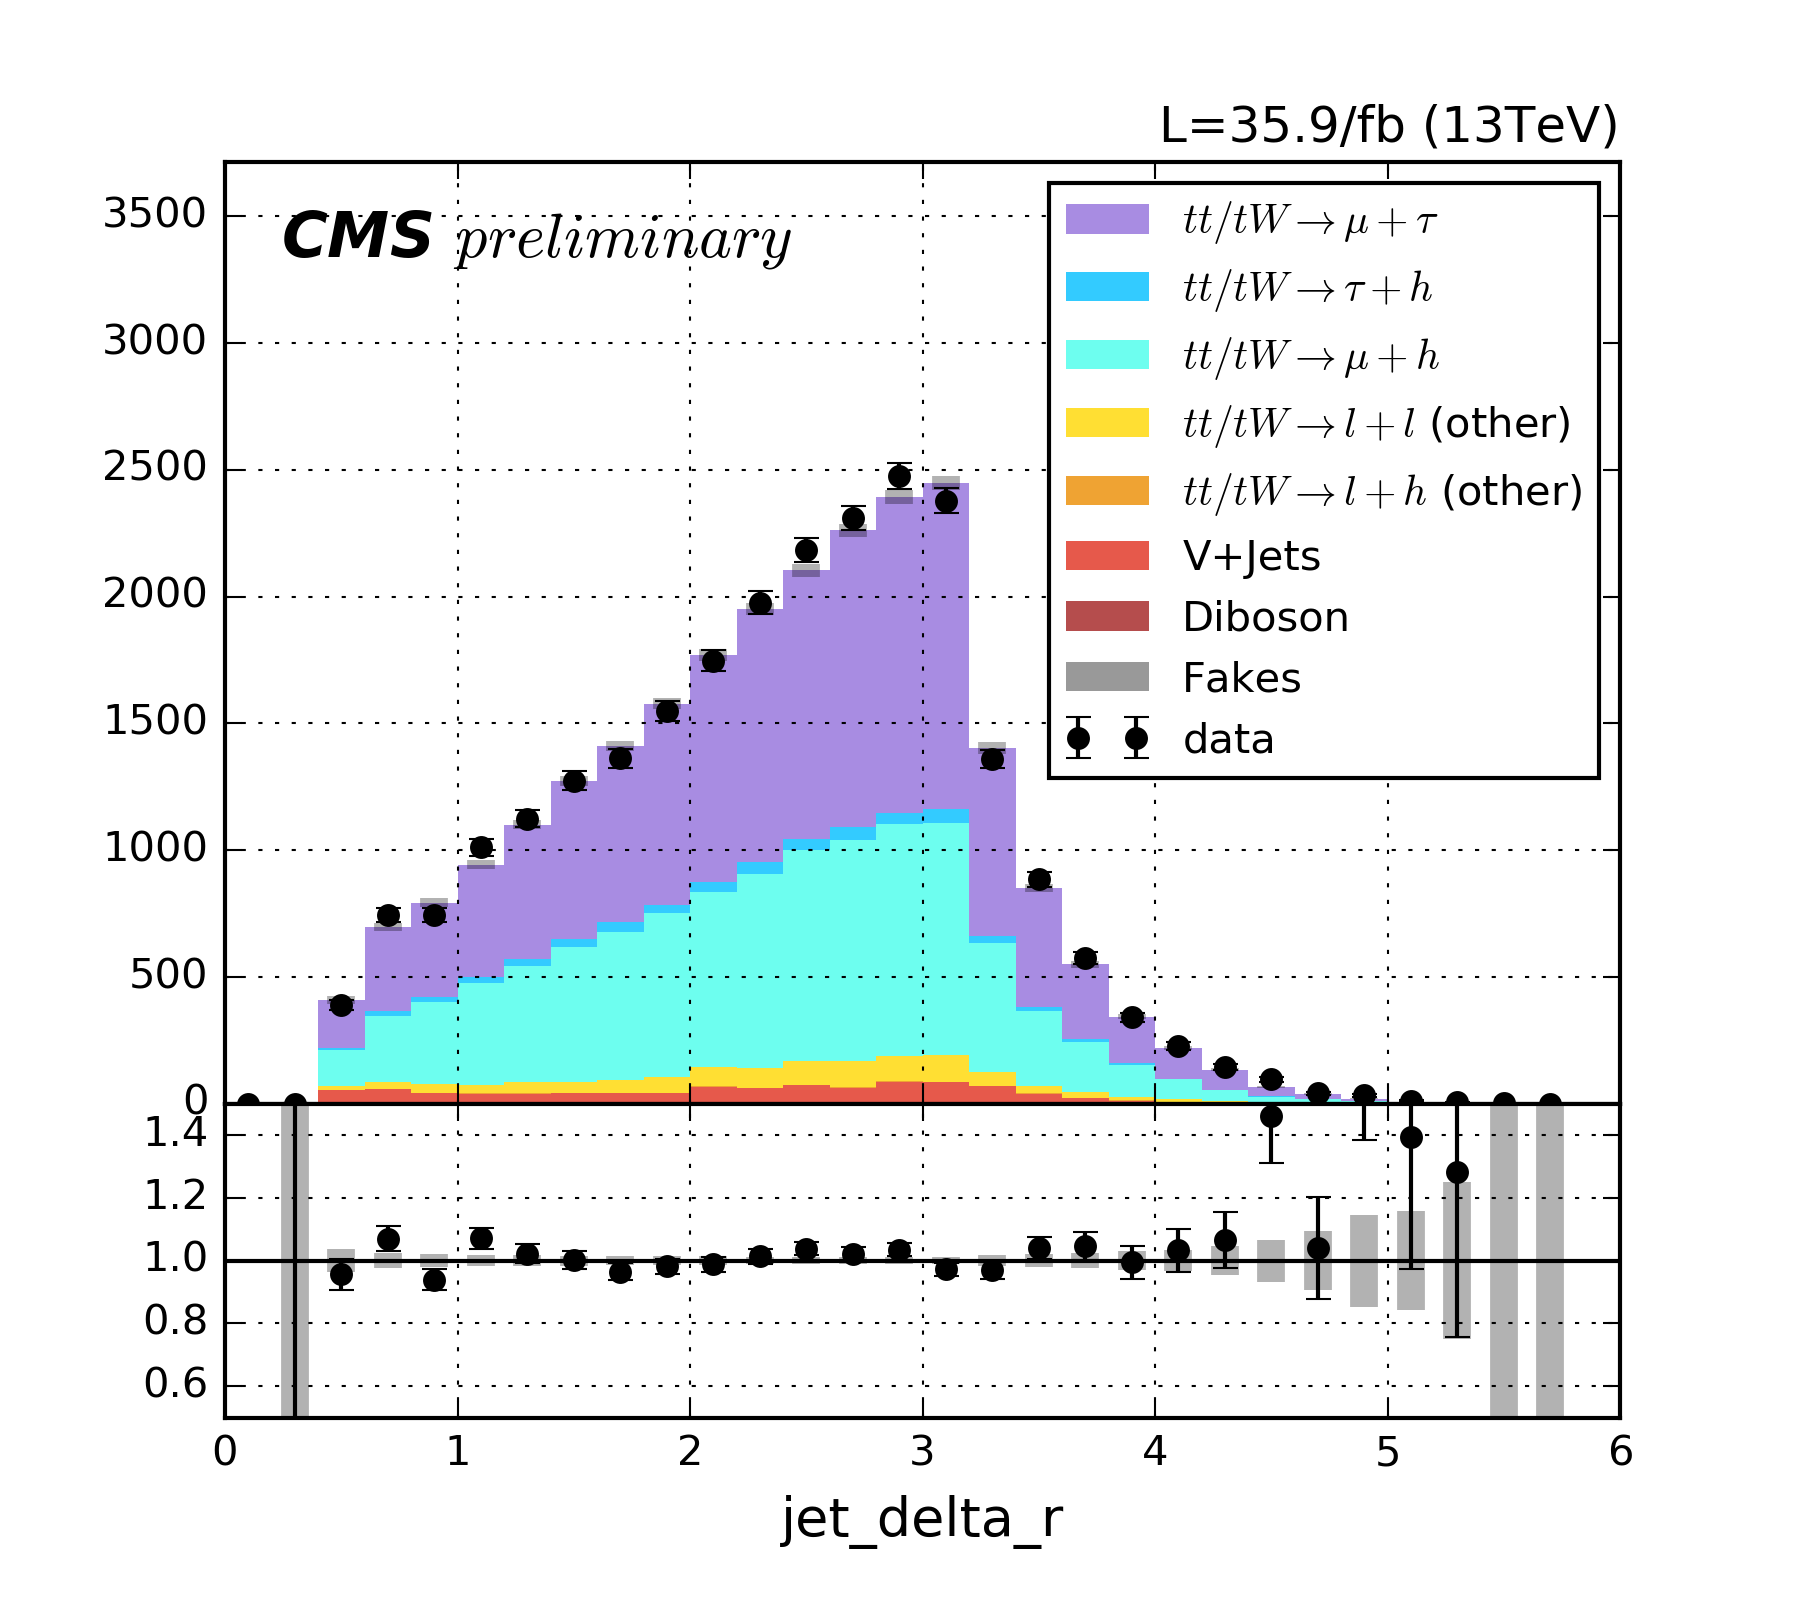 L=35.9/fb (13TeV)
CMS preliminary
3500
3000
2500
2000
1500
1000
500
0
tt/tW → μ + τ
tt/tW → τ + h
tt/tW → μ + h
tt/tW → l + l (other)
tt/tW → l + h (other)
V+Jets
Diboson
Fakes
data
1.4
1.2
1.0
0.8
0.6
0 1 2 3 4 5 6
jet_delta_r